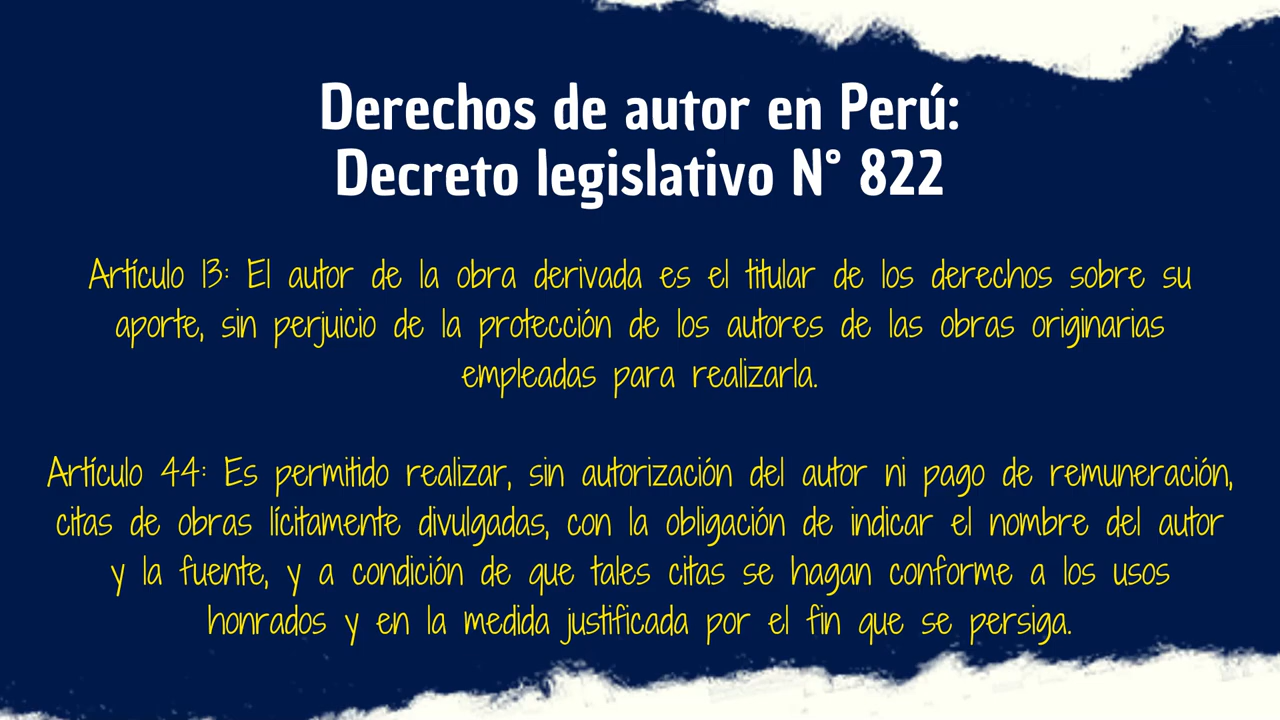 Derechos de autor en Perú:
Decreto legislativo N° 822
Artículo 13: El autor de la obra derivada es el titular de los derechos sobre su
aporte, sin perjuicio de la protección de los autores de las obras originarias
empleadas para realizarla.
Artículo 44: Es permitido realizar, sin autorización del autor ni pago de remuneración,
citas de obras lícitamente divulgadas, con la obligación de indicar el nombre del autor
y la fuente, y a condición de que tales citas se hagan conforme a los usos
honrados y en la medida justificada por el fin que se persiga.